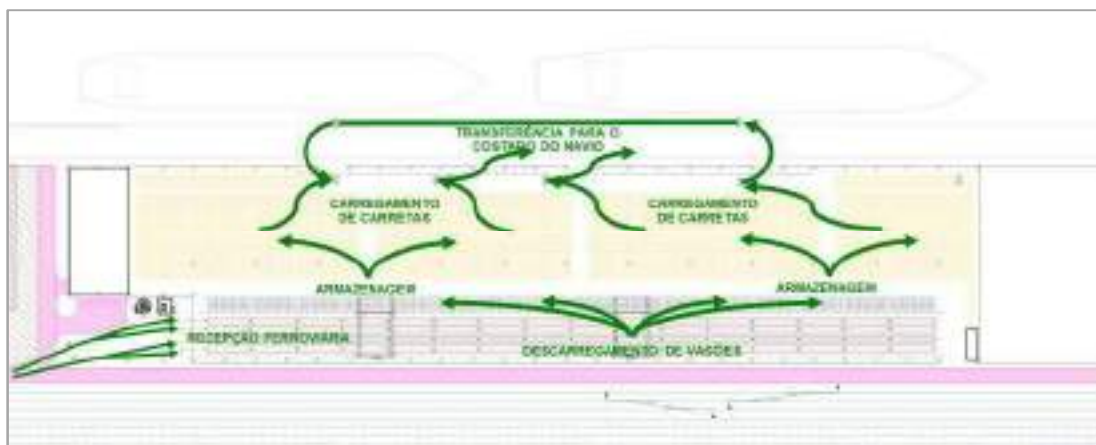 TRANSFERÊNCIA PARA O
COSTADO DO NAVIO
CARREGAMENTO
DE CARRETAS
CARREGAMENTO
DE CARRETAS
ARMAZENAGEM
ARMAZENAGEM
RECEPÇÃO FERROVIÁRIA
DESCARREGAMENTO DE VAGÕES